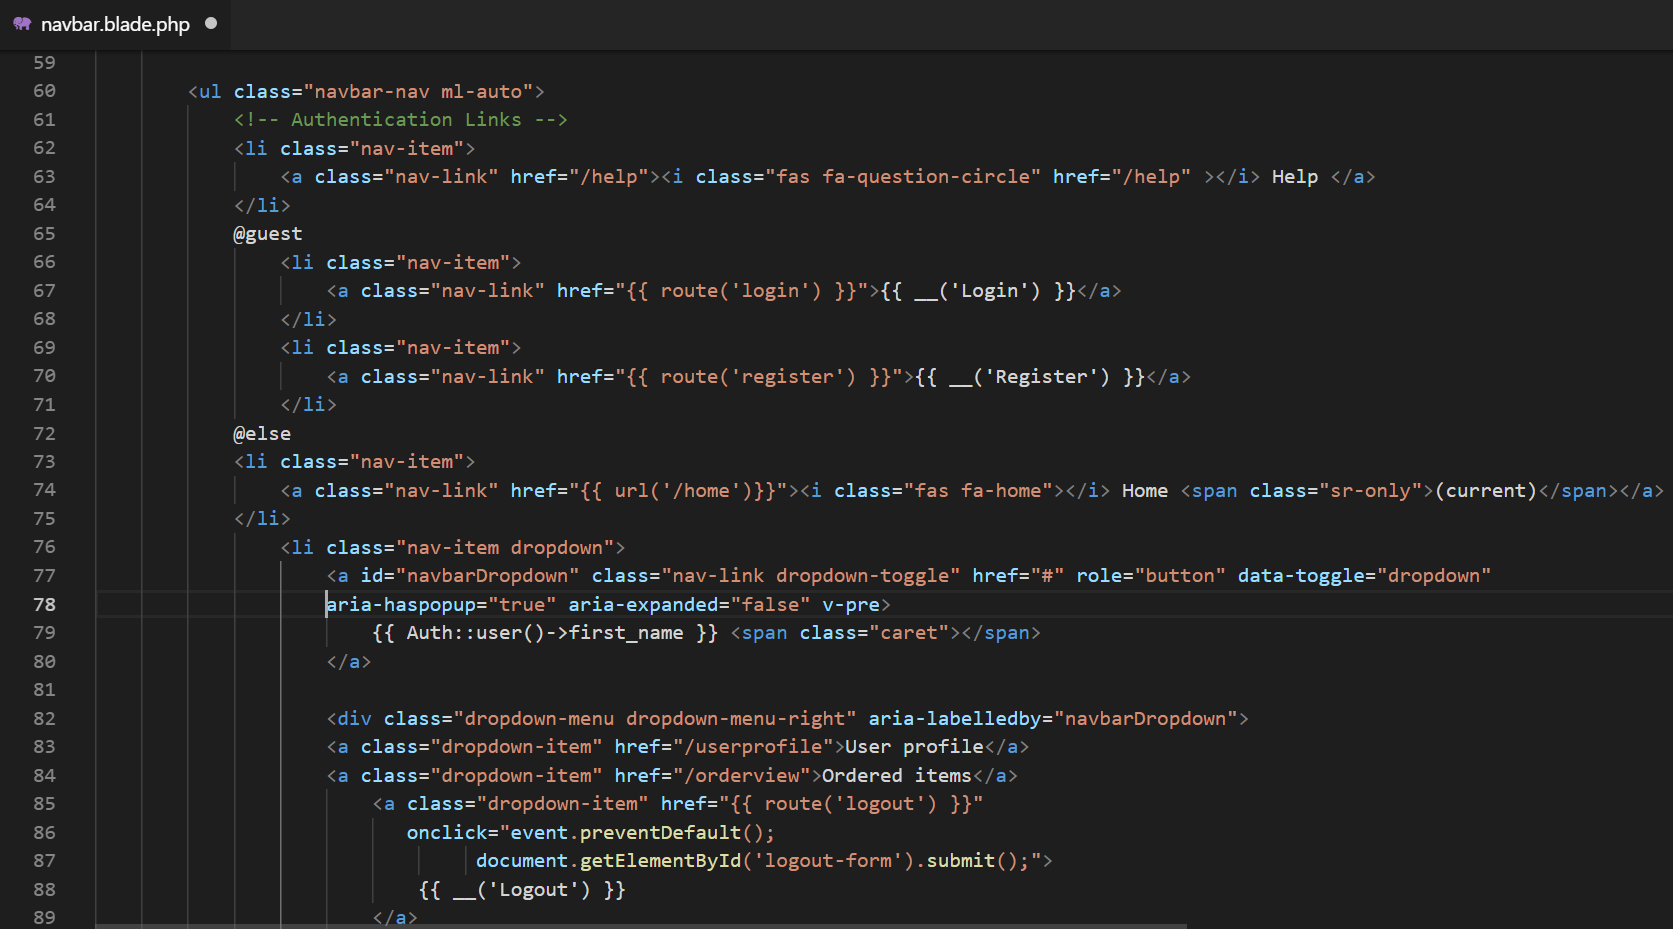 navbar.blade.php
59
60 <ul class="navbar-nav ml-auto">
61 <!-- Authentication Links -->
62 <li class="nav-item">
63 <a class="nav-link" href="/help"><i class="fas fa-question-circle" href="/help" ></i> Help </a>
64 </li>
65 @guest
66 <li class="nav-item">
67 <a class="nav-link" href="{{ route('login') }}">{{ __('Login') }}</a>
68 </li>
69 <li class="nav-item">
70 <a class="nav-link" href="{{ route('register') }}">{{ __('Register') }}</a>
71 </li>
72 @else
73 <li class="nav-item">
74 <a class="nav-link" href="{{ url('/home')}}"><i class="fas fa-home"></i> Home <span class="sr-only">(current)</span></a>
75 </li>
76 <li class="nav-item dropdown">
77 <a id="navbarDropdown" class="nav-link dropdown-toggle" href="#" role="button" data-toggle="dropdown"
78 aria-haspopup="true" aria-expanded="false" v-pre>
79 {{ Auth::user()->first_name }} <span class="caret"></span>
80 </a>
81
82 <div class="dropdown-menu dropdown-menu-right" aria-labelledby="navbarDropdown">
83 <a class="dropdown-item" href="/userprofile">User profile</a>
84 <a class="dropdown-item" href="/orderview">Ordered items</a>
85 <a class="dropdown-item" href="{{ route('logout') }}"
86 onclick="event.preventDefault();
87 document.getElementById('logout-form').submit();">
88 {{ __('Logout') }}
89 </a>